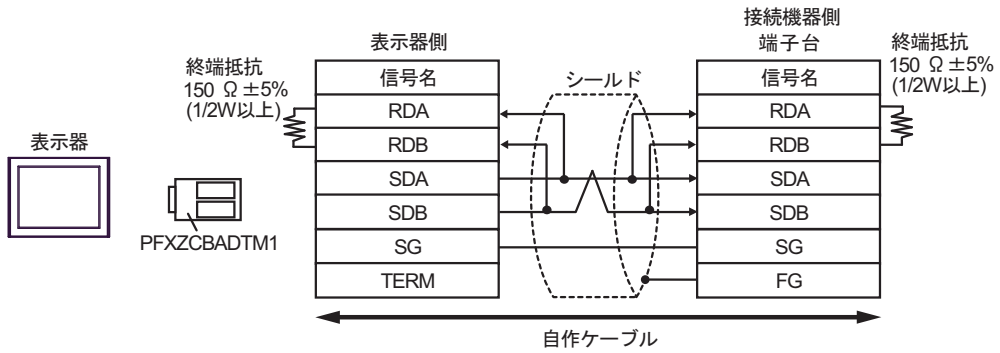 接続機器側
表示器側
端子台
終端抵抗
150 Ω ±5%
(1/2W以上)
終端抵抗
150 Ω ±5%
(1/2W以上)
信号名
シールド
信号名
RDA
RDA
RDB
RDB
表示器
SDA
SDA
SDB
SDB
PFXZCBADTM1
SG
SG
TERM
FG
自作ケーブル